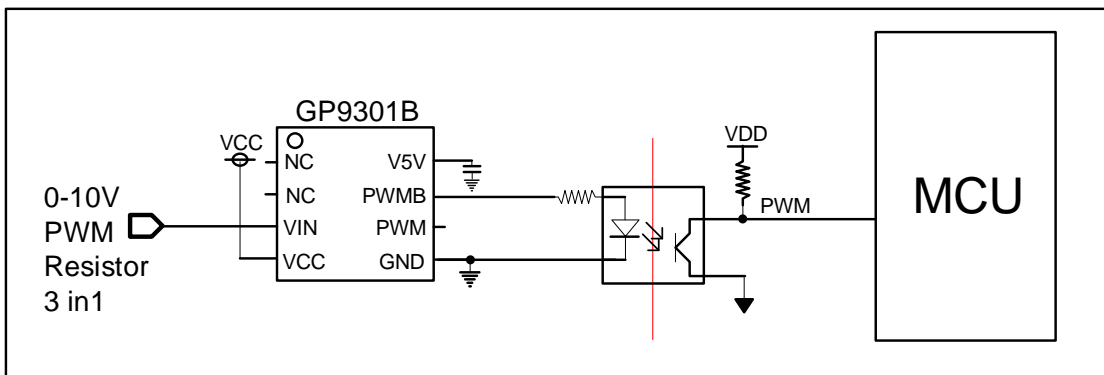 GP9301B
VCC
NC
V5V
NC
PWMB
VIN
PWM
VCC
GND
0-10V
PWM
Resistor
3 in1
VDD
PWM
MCU